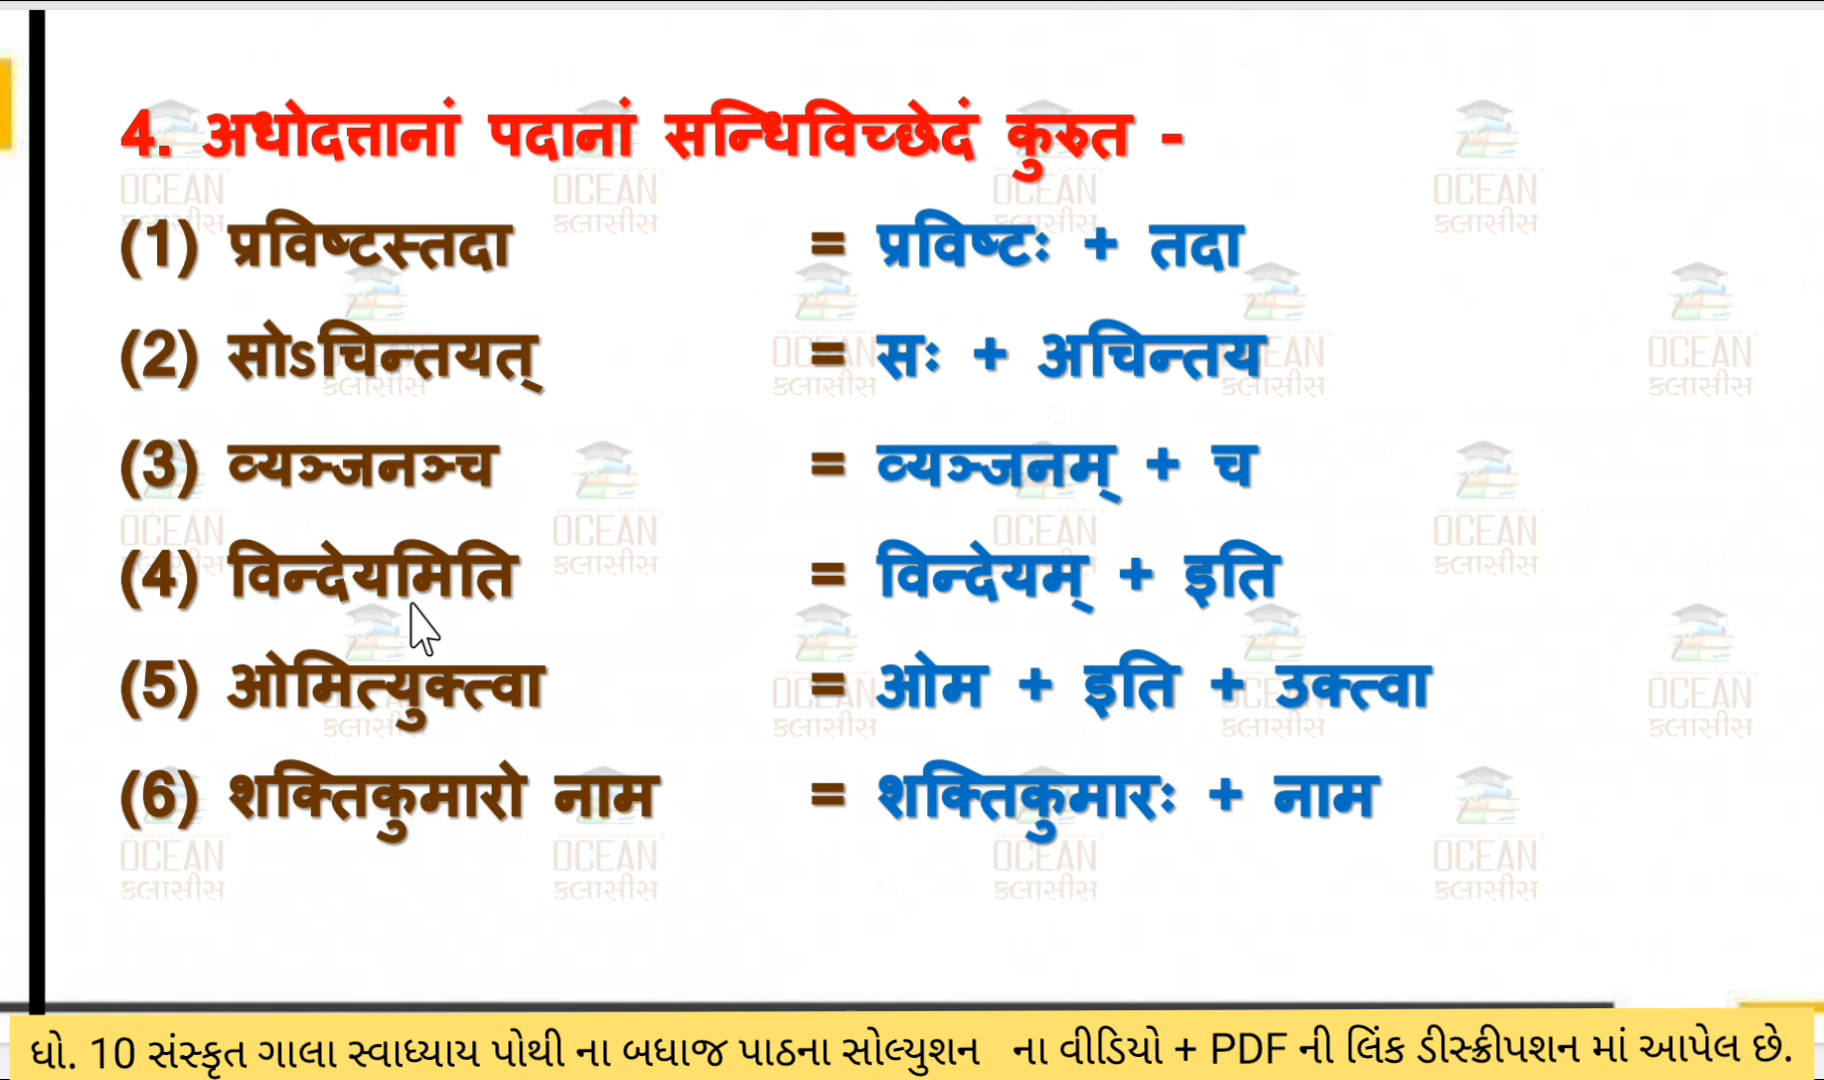 4. अधोदत्तानां पदानां सन्धिविच्छेदं कुरुत -
(1) प्रविष्टस्तदा = प्रविष्टः + तदा
(2) सोऽचिन्तयत् = सः + अचिन्तय
(3) व्यञ्जनञ्च = व्यञ्जनम् + च
(4) विन्देयमिति = विन्देयम् + इति
(5) ओमित्युक्त्वा = ओम + इति + उक्त्वा
(6) शक्तिकुमारो नाम = शक्तिकुमारः + नाम
OCEAN
ક્લાસીસ
ધો. 10 સંસ્કૃત ગાલા સ્વાધ્યાય પોથી ના બધાજ પાઠના સોલ્યુશન ના વીડિયો + PDF ની લિંક ડીસ્ક્રીપશન માં આપેલ છે.